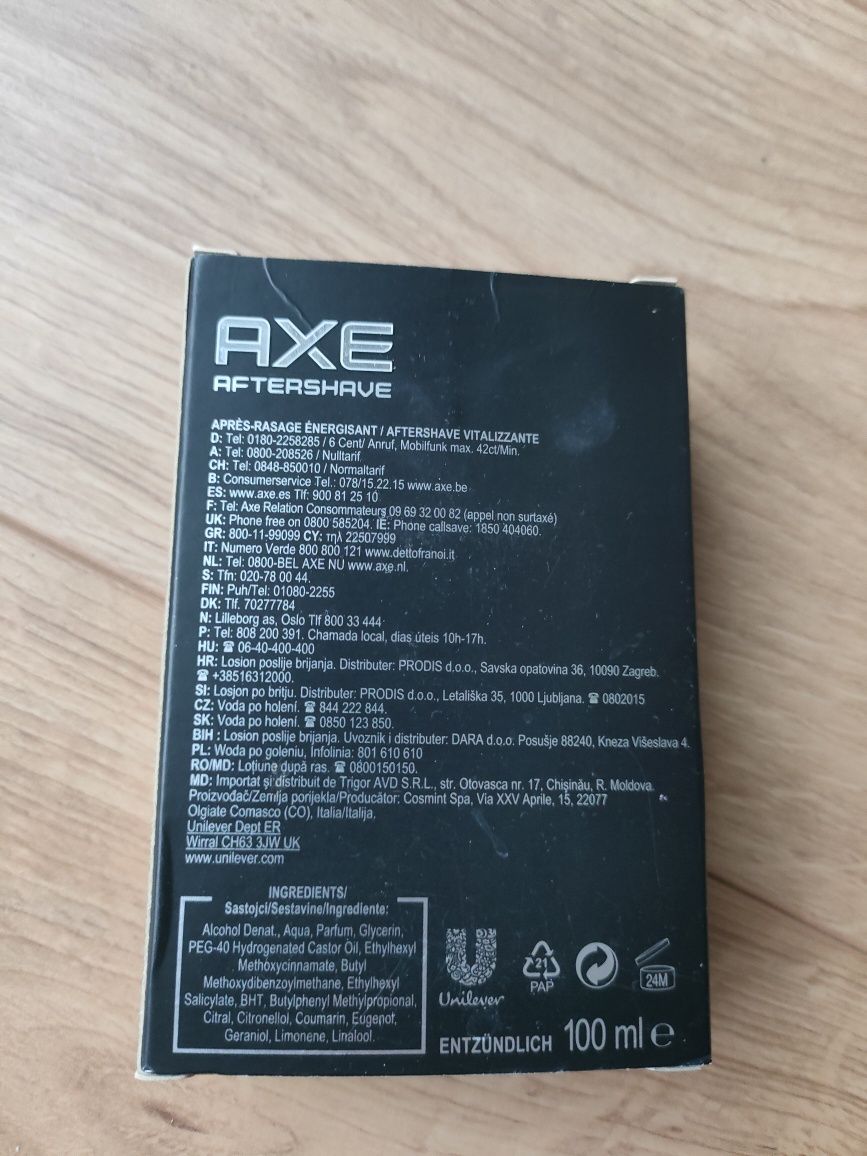 AXE
AFTERSHAVE
APRÈS-RASAGE ÉNERGISANT / AFTERSHAVE VITALIZZANTE
D: Tel: 0180-2258285 / 6 Cent/ Anruf, Mobilfunk max. 42ct/Min.
A: Tel: 0800-208526 / Nulltarif
CH: Tel: 0848-850010 / Normaltarif
B: Consumerservice Tel.: 078/15.22.15 www.axe.be
ES: www.axe.es Tlf: 900 81 25 10
F: Tel: Axe Relation Consommateurs 09 69 32 00 82 (appel non surtaxé)
UK: Phone free on 0800 585204. IE: Phone callsave: 1850 404060.
GR: 800-11-99099 CY: τηλ 22507999
IT: Numero Verde 800 800 121 www.dettofranoi.it
NL: Tel: 0800-BEL AXE NU www.axe.nl.
S: Tfn: 020-78 00 44.
FIN: Puh/Tel: 01080-2255
DK: Tlf. 70277784
N: Lilleborg as, Oslo Tlf 800 33 444
P: Tel: 808 200 391. Chamada local, dias úteis 10h-17h.
HU: ☎ 06-40-400-400
HR: Losion poslije brijanja. Distributer: PRODIS d.o.o., Savska opatovina 36, 10090 Zagreb.
☎ +38516312000.
SI: Losjon po britju. Distributer: PRODIS d.o.o., Letališka 35, 1000 Ljubljana. ☎ 0802015
CZ: Voda po holení. ☎ 844 222 844.
SK: Voda po holení. ☎ 0850 123 850.
BIH : Losion poslije brijanja. Uvoznik i distributer: DARA d.o.o. Posušje 88240, Kneza Višeslava 4.
PL: Woda po goleniu, Infolinia: 801 610 610
RO/MD: Loţiune după ras. ☎ 0800150150.
MD: Importat şi distribuit de Trigor AVD S.R.L., str. Otovasca nr. 17, Chişinău, R. Moldova.
Proizvođač/Zemlja porijekla/Producător: Cosmint Spa, Via XXV Aprile, 15, 22077
Olgiate Comasco (CO), Italia/Italija.
Unilever Dept ER
Wirral CH63 3JW UK
www.unilever.com
INGREDIENTS/
Sastojci/Sestavine/Ingrediente:
Alcohol Denat., Aqua, Parfum, Glycerin,
PEG-40 Hydrogenated Castor Oil, Ethylhexyl
Methoxycinnamate, Butyl
Methoxydibenzoylmethane, Ethylhexyl
Salicylate, BHT, Butylphenyl Methylpropional,
Citral, Citronellol, Coumarin, Eugenol,
Geraniol, Limonene, Linalool.
Unilever
21
PAP
24M
ENTZÜNDLICH 100 ml e